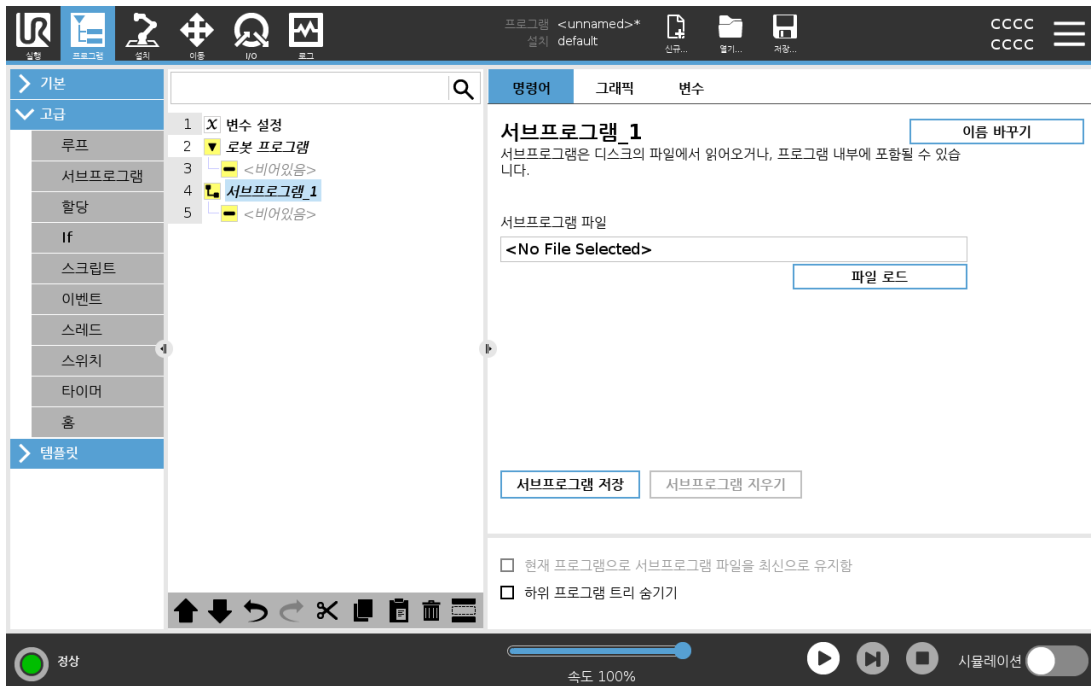 UR
실행
프로그램
설치
이동
I/O
로그
프로그램 <unnamed>*
설치 default
신규...
열기...
저장...
CCCC
CCCC
기본
고급
루프
서브프로그램
할당
If
스크립트
이벤트
스레드
스위치
타이머
홈
템플릿
1 X 변수 설정
2 로봇 프로그램
3 <비어있음>
4 서브프로그램_1
5 <비어있음>
명령어 그래픽 변수
서브프로그램_1
이름 바꾸기
서브프로그램은 디스크의 파일에서 읽어오거나, 프로그램 내부에 포함될 수 있습
니다.
서브프로그램 파일
<No File Selected>
파일 로드
서브프로그램 저장 서브프로그램 지우기
현재 프로그램으로 서브프로그램 파일을 최신으로 유지함
하위 프로그램 트리 숨기기
정상
속도 100%
시뮬레이션